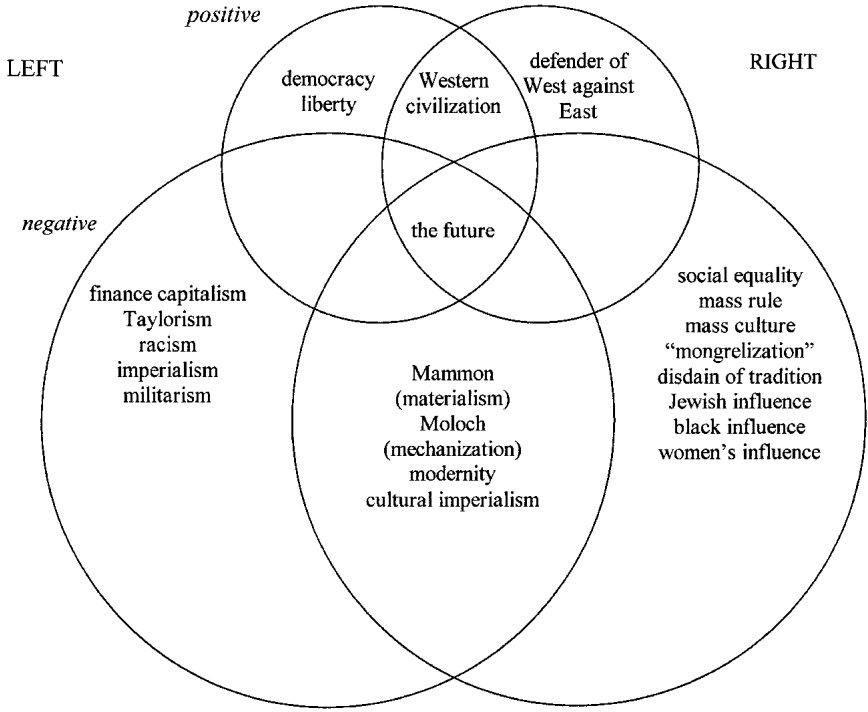 positive
LEFT
RIGHT
democracy
liberty
Western
civilization
defender of
West against
East
negative
the future
finance capitalism
Taylorism
racism
imperialism
militarism
Mammon
(materialism)
Moloch
(mechanization)
modernity
cultural imperialism
social equality
mass rule
mass culture
“mongrelization”
disdain of tradition
Jewish influence
black influence
women’s influence